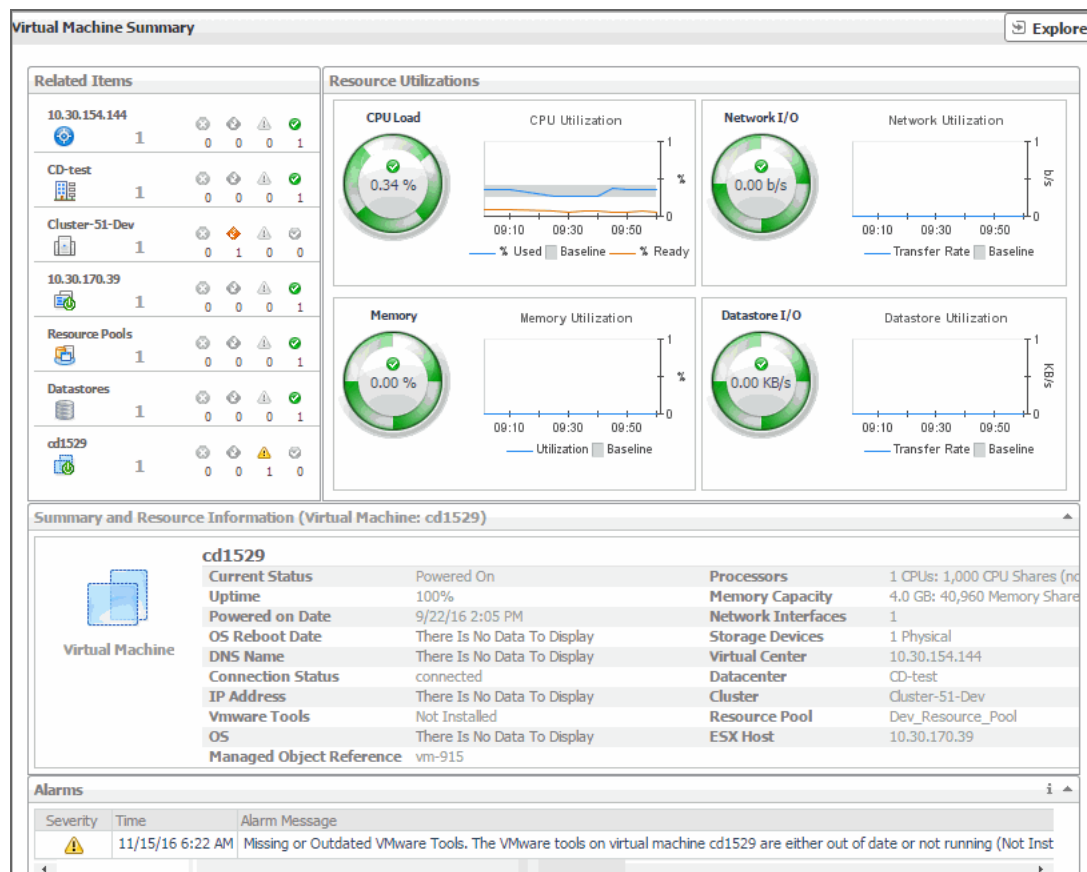 Virtual Machine Summary
Explore
Related Items
10.30.154.144
1
0 0 0 1
CD-test
1
0 0 0 1
Cluster-51-Dev
1
0 1 0 0
10.30.170.39
1
0 0 0 1
Resource Pools
1
0 0 0 1
Datastores
1
0 0 0 1
cd1529
1
0 0 1 0
Resource Utilizations
CPU Load
0.34 %
CPU Utilization
1
%
0
09:10 09:30 09:50
% Used Baseline % Ready
Network I/O
0.00 b/s
Network Utilization
1
b/s
0
09:10 09:30 09:50
Transfer Rate Baseline
Memory
0.00 %
Memory Utilization
1
%
0
09:10 09:30 09:50
Utilization Baseline
Datastore I/O
0.00 KB/s
Datastore Utilization
1
KB/s
0
09:10 09:30 09:50
Transfer Rate Baseline
Summary and Resource Information (Virtual Machine: cd1529)
Virtual Machine
cd1529
Current Status Powered On Processors 1 CPUs: 1,000 CPU Shares (no
Uptime 100% Memory Capacity 4.0 GB: 40,960 Memory Share
Powered on Date 9/22/16 2:05 PM Network Interfaces 1
OS Reboot Date There Is No Data To Display Storage Devices 1 Physical
DNS Name There Is No Data To Display Virtual Center 10.30.154.144
Connection Status connected Datacenter CD-test
IP Address There Is No Data To Display Cluster Cluster-51-Dev
Vmware Tools Not Installed Resource Pool Dev_Resource_Pool
OS There Is No Data To Display ESX Host 10.30.170.39
Managed Object Reference vm-915
Alarms
i
Severity Time Alarm Message
11/15/16 6:22 AM Missing or Outdated VMware Tools. The VMware tools on virtual machine cd1529 are either out of date or not running (Not Inst